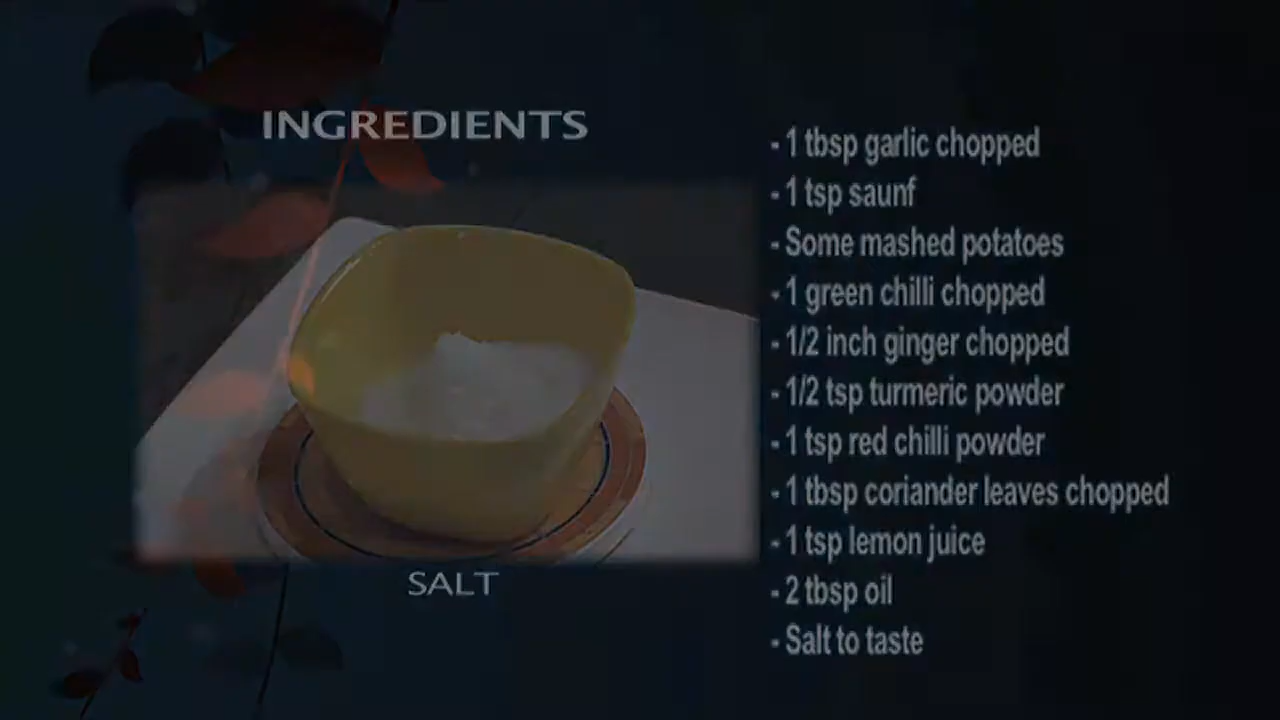 INGREDIENTS
SALT
- 1 tbsp garlic chopped
- 1 tsp saunf
- Some mashed potatoes
- 1 green chilli chopped
- 1/2 inch ginger chopped
- 1/2 tsp turmeric powder
- 1 tsp red chilli powder
- 1 tbsp coriander leaves chopped
- 1 tsp lemon juice
- 2 tbsp oil
- Salt to taste